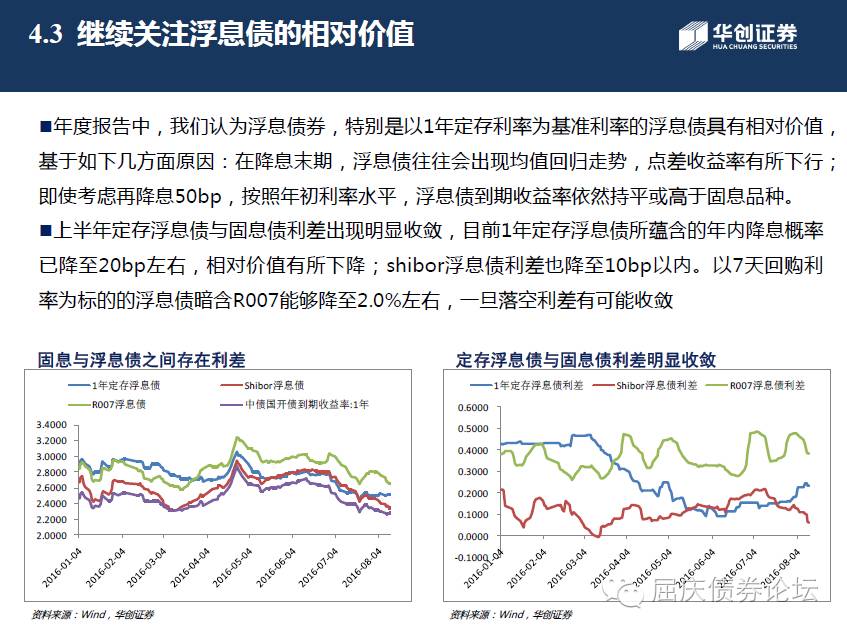 4.3 继续关注浮息债的相对价值
华创证券
HUA CHUANG SECURITIES
■年度报告中，我们认为浮息债券，特别是以1年定存利率为基准利率的浮息债具有相对价值，
基于如下几方面原因：在降息末期，浮息债往往会出现均值回归走势，点差收益率有所下行；
即使考虑再降息50bp，按照年初利率水平，浮息债到期收益率依然持平或高于固息品种。
■上半年定存浮息债与固息债利差出现明显收敛，目前1年定存浮息债所蕴含的年内降息概率
已降至20bp左右，相对价值有所下降；shibor浮息债利差也降至10bp以内。以7天回购利
率为标的的浮息债暗含R007能够降至2.0%左右，一旦落空利差有可能收敛
固息与浮息债之间存在利差
1年定存浮息债
Shibor浮息债
R007浮息债
中债国开债到期收益率:1年
3.4000
3.2000
3.0000
2.8000
2.6000
2.4000
2.2000
2.0000
2016-01-04
2016-02-04
2016-03-04
2016-04-04
2016-05-04
2016-06-04
2016-07-04
2016-08-04
资料来源：Wind，华创证券
定存浮息债与固息债利差明显收敛
1年定存浮息债利差
Shibor浮息债利差
R007浮息债利差
0.6000
0.5000
0.4000
0.3000
0.2000
0.1000
0.0000
-0.1000
2016-01-04
2016-02-04
2016-03-04
2016-04-04
2016-05-04
2016-06-04
2016-07-04
2016-08-04
资料来源：Wind，华创证券
屈庆债券论坛